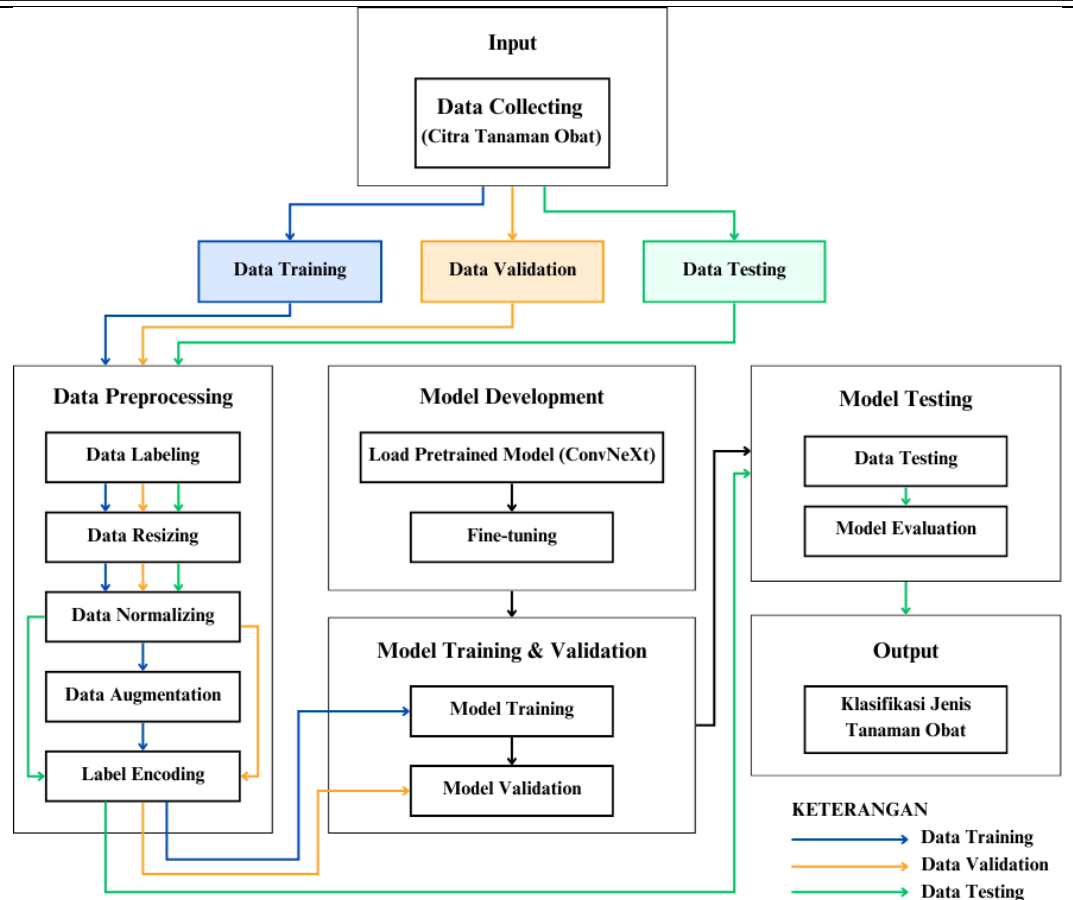 Input
Data Collecting
(Citra Tanaman Obat)
Data Training
Data Validation
Data Testing
Data Preprocessing
Data Labeling
Data Resizing
Data Normalizing
Data Augmentation
Label Encoding
Model Development
Load Pretrained Model (ConvNeXt)
Fine-tuning
Model Training & Validation
Model Training
Model Validation
Model Testing
Data Testing
Model Evaluation
Output
Klasifikasi Jenis
Tanaman Obat
KETERANGAN
Data Training
Data Validation
Data Testing